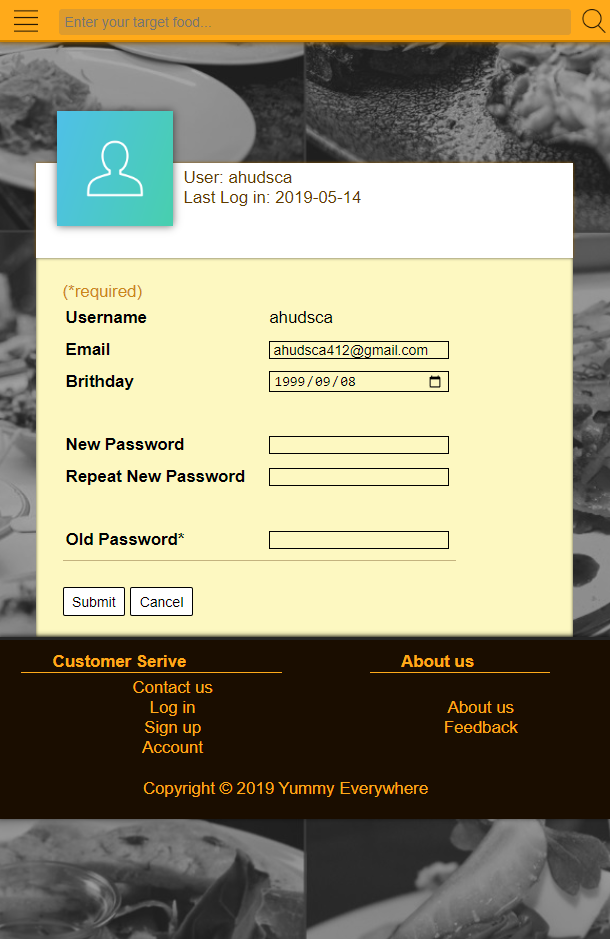 Enter your target food...
User: ahudsca
Last Log in: 2019-05-14
(*required)
Username ahudsca
Email ahudsca412@gmail.com
Brithday 1999/09/08
New Password
Repeat New Password
Old Password*
Submit Cancel
Customer Serive
Contact us
Log in
Sign up
Account
About us
About us
Feedback
Copyright © 2019 Yummy Everywhere